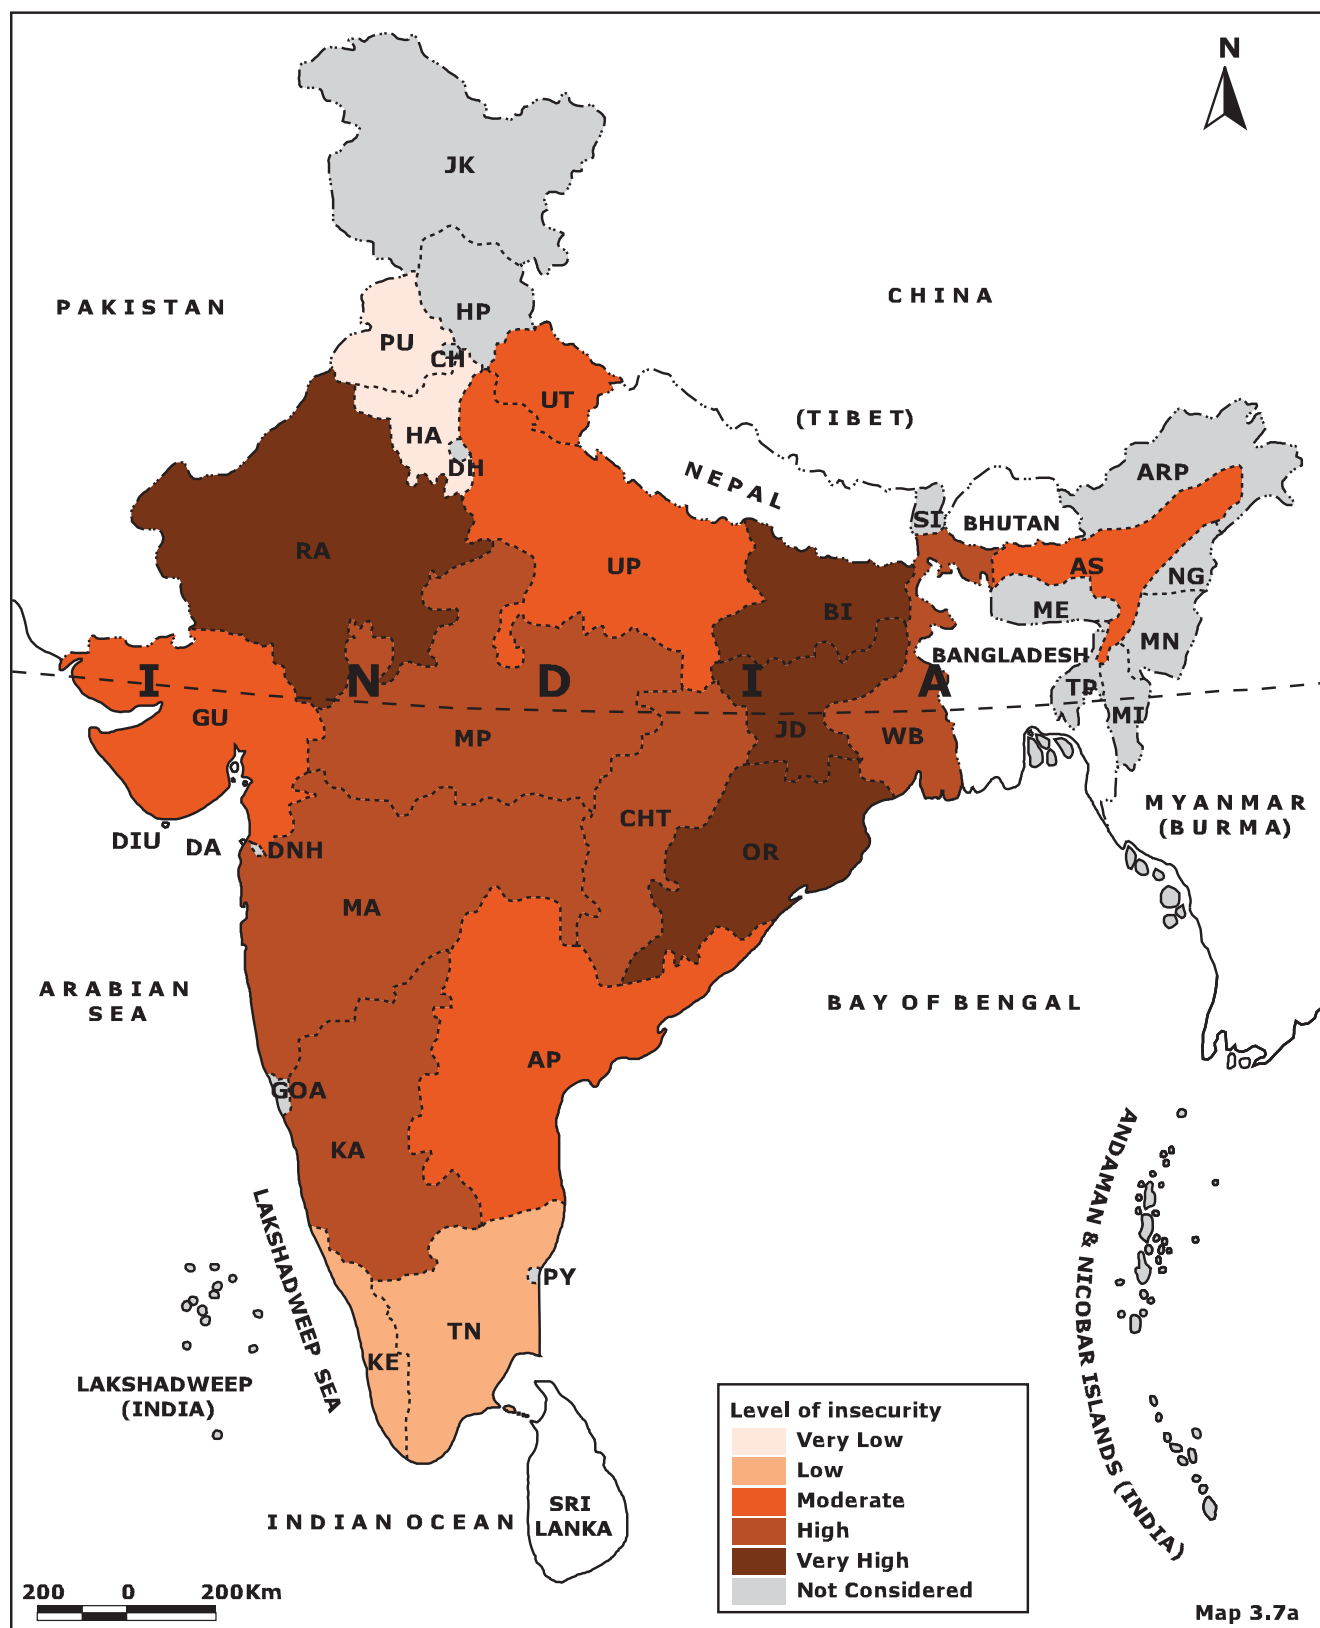 N
JK
HP
PAKISTAN
CHINA
PU
CH
UT
(TIBET)
HA
DH
NEPAL
ARP
SI
BHUTAN
RA
UP
AS
NG
BI
ME
MN
BANGLADESH
I N D I A
TP
GU
MI
MP
JD
WB
MYANMAR
(BURMA)
CHT
DIU
DA
DNH
OR
MA
ARABIAN
SEA
BAY OF BENGAL
AP
GOA
KA
ANDAMAN & NICOBAR ISLANDS (INDIA)
LAKSHADWEEP SEA
PY
TN
KE
LAKSHADWEEP
(INDIA)
INDIAN OCEAN
SRI
LANKA
Level of insecurity
Very Low
Low
Moderate
High
Very High
Not Considered
200 0 200Km
Map 3.7a